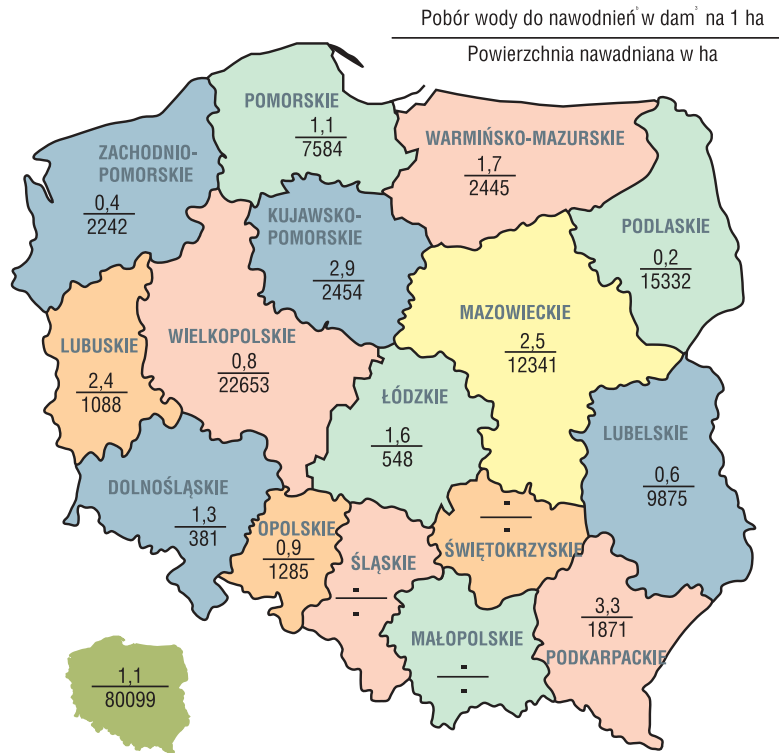 Pobór wody do nawodnień⁾ w dam³ na 1 ha
Powierzchnia nawadniana w ha
POMORSKIE
1,1
7584
WARMIŃSKO-MAZURSKIE
1,7
2445
ZACHODNIO-
POMORSKIE
0,4
2242
KUJAWSKO-
POMORSKIE
2,9
2454
PODLASKIE
0,2
15332
MAZOWIECKIE
2,5
12341
WIELKOPOLSKIE
0,8
22653
LUBUSKIE
2,4
1088
ŁÓDZKIE
1,6
548
LUBELSKIE
0,6
9875
DOLNOŚLĄSKIE
1,3
381
OPOLSKIE
0,9
1285
ŚLĄSKIE
-
-
-
-
ŚWIĘTOKRZYSKIE
MAŁOPOLSKIE
-
-
3,3
1871
PODKARPACKIE
1,1
80099